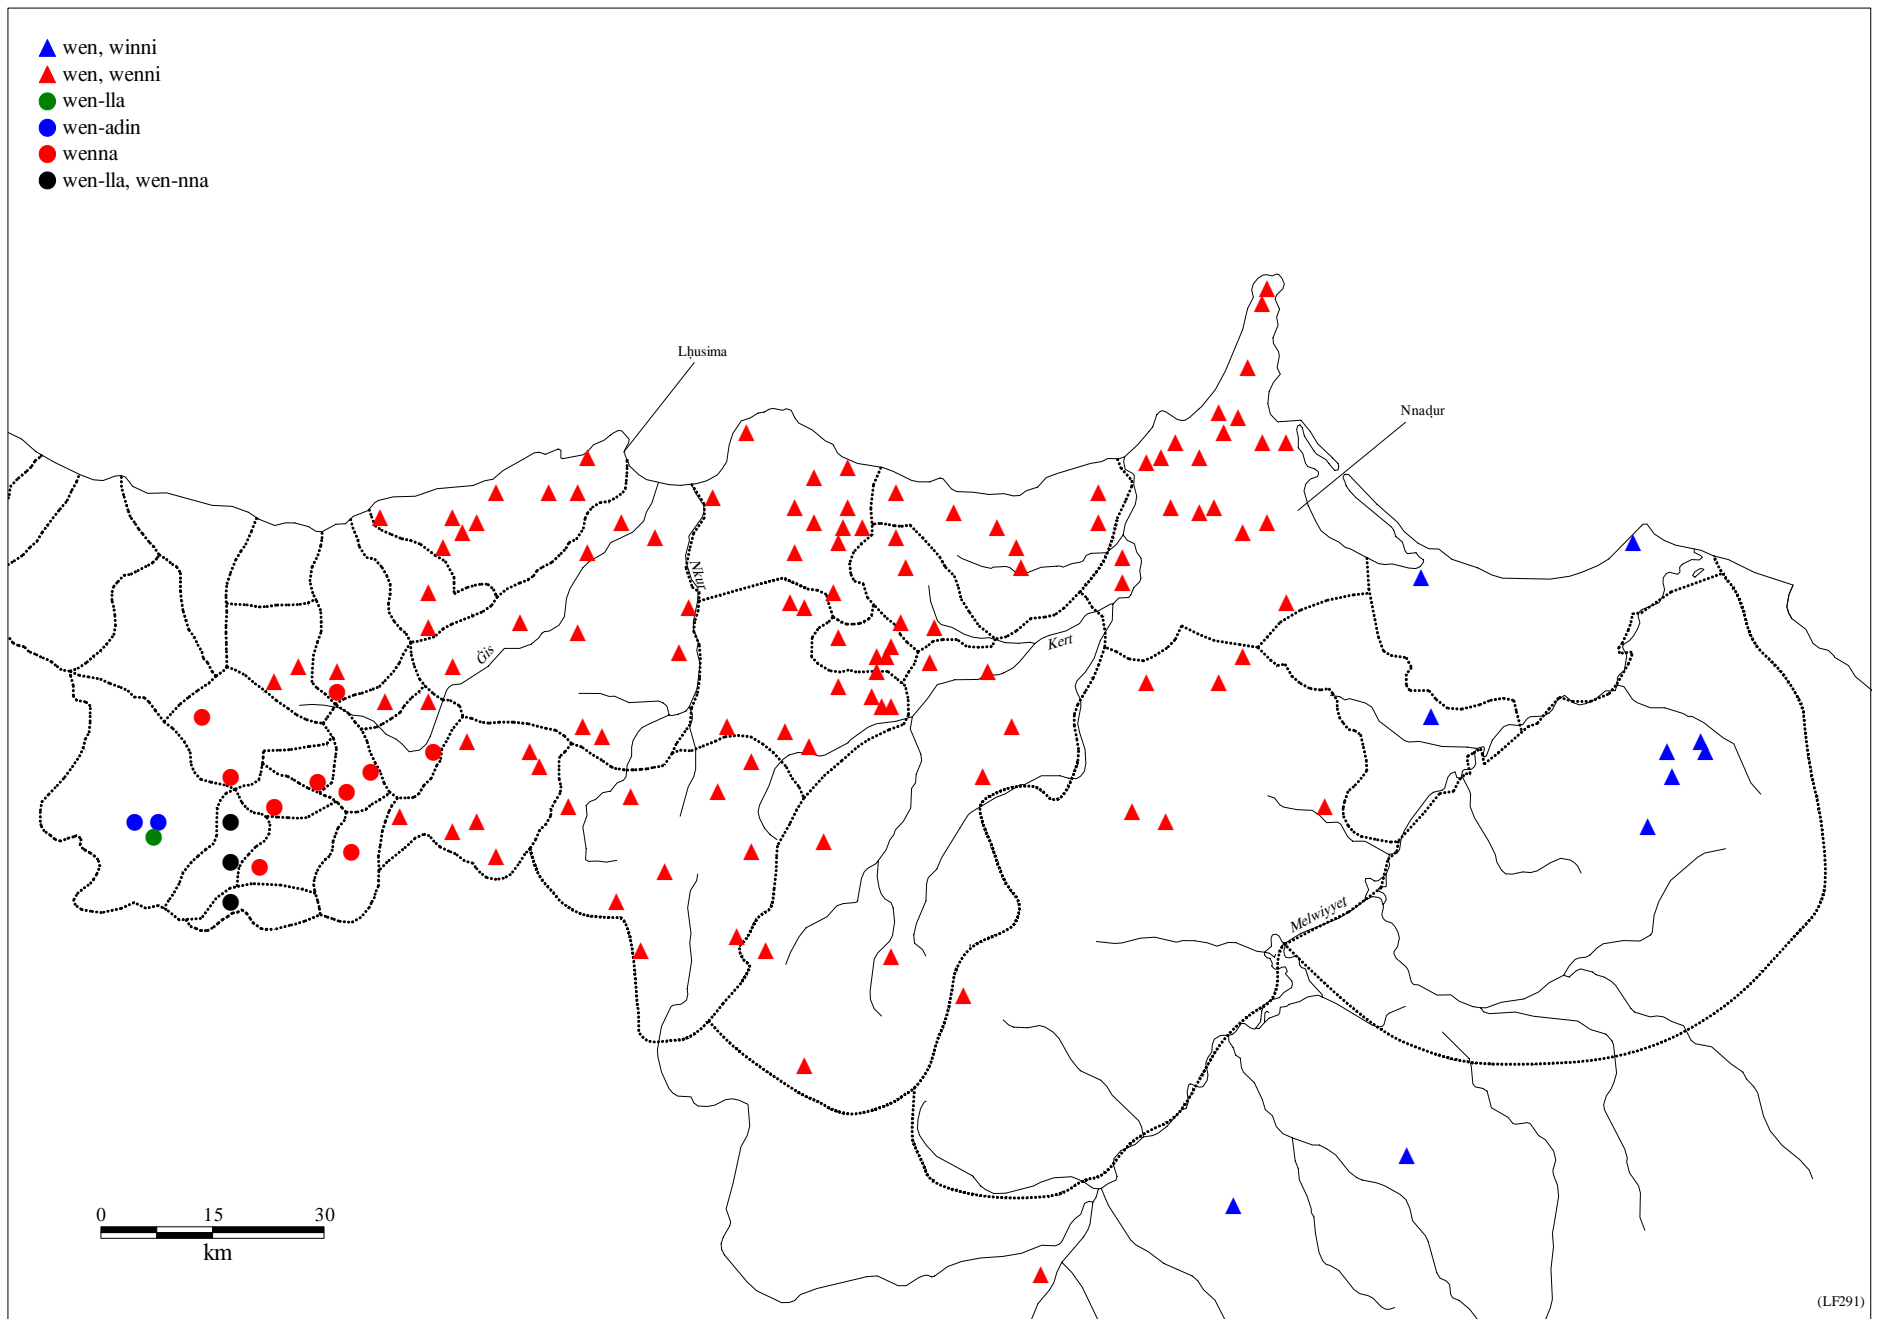 wen, winni
wen, wenni
wen-lla
wen-adin
wenna
wen-lla, wen-nna
Lḥusima
Nnaḍur
Nkur
Ġis
Kert
Melwiyyet
0 15 30
km
(LF291)